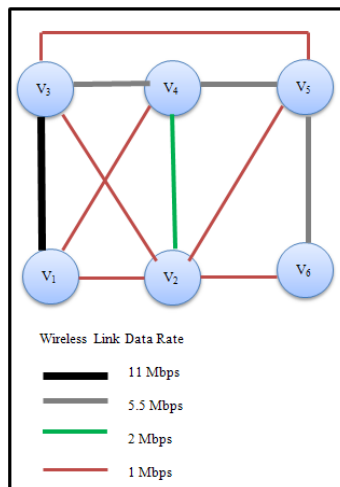 V3 V4 V5
V1 V2 V6
Wireless Link Data Rate
11 Mbps
5.5 Mbps
2 Mbps
1 Mbps